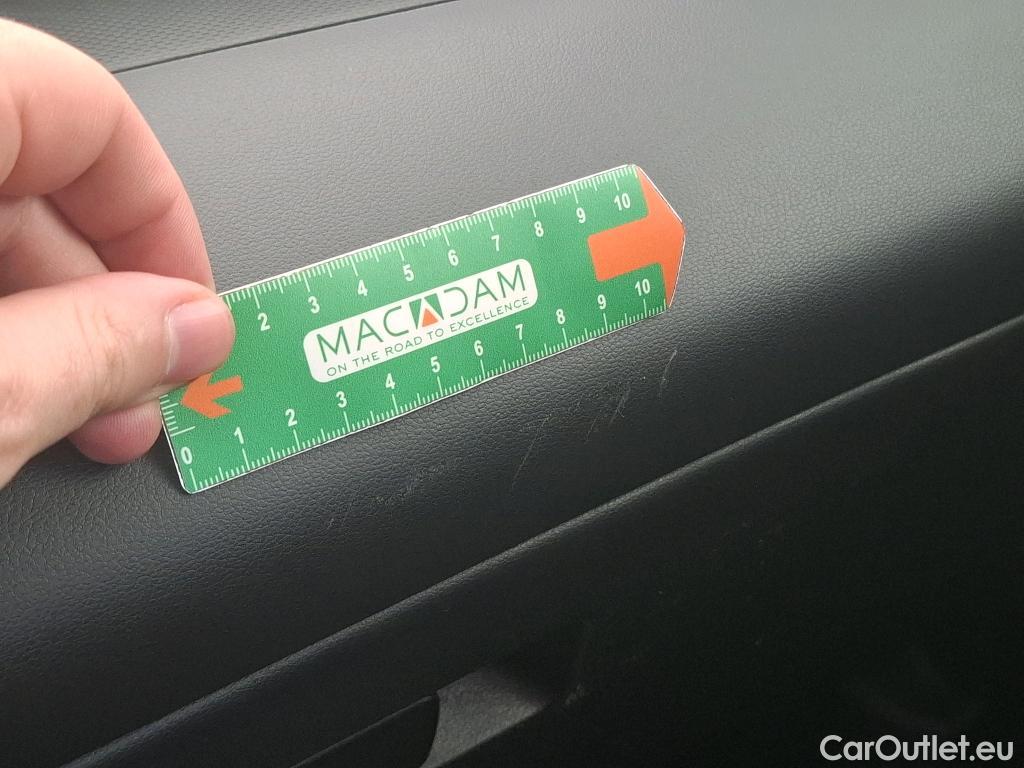 2 3 4 5 6 7 8 9 10
MACADAM
ON THE ROAD TO EXCELLENCE
0 1 2 3 4 5 6 7 8 9 10
CarOutlet.eu